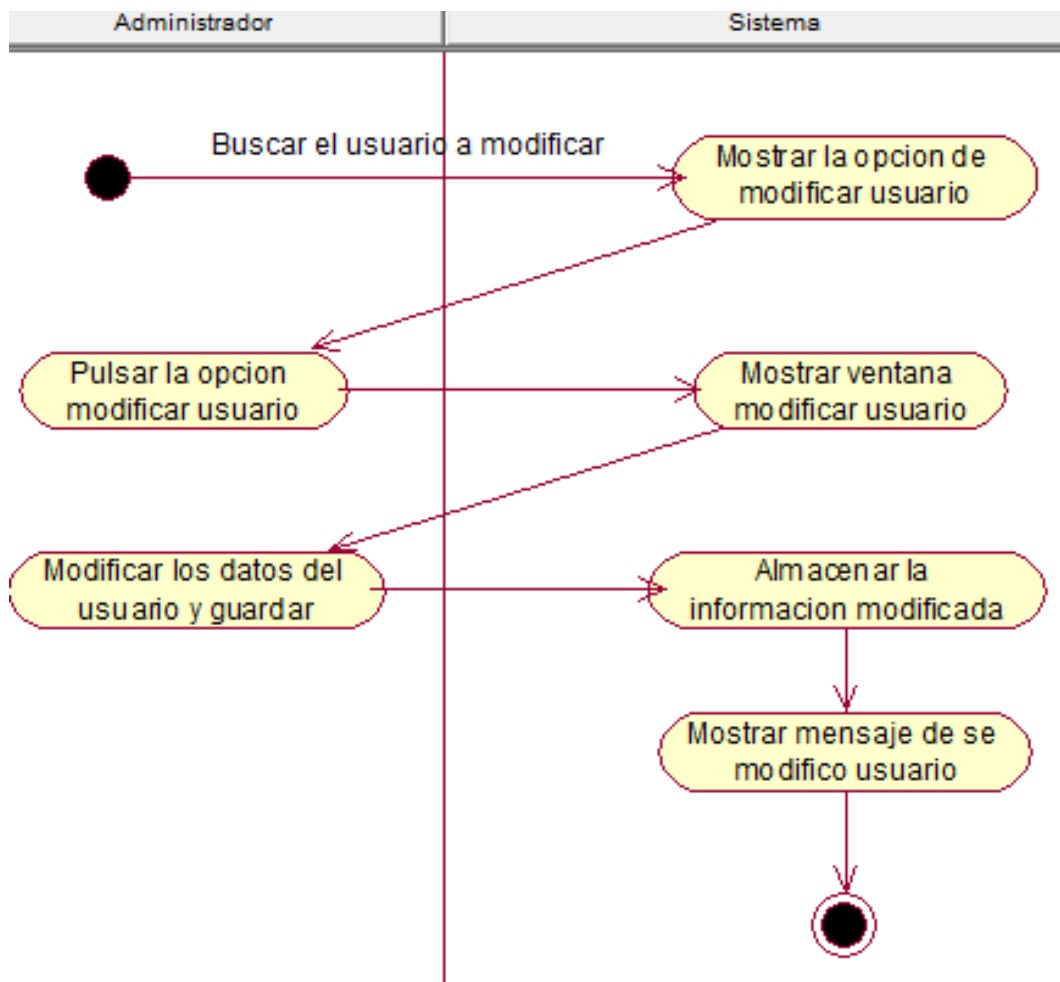 Administrador
Sistema
Buscar el usuario a modificar
Mostrar la opcion de
modificar usuario
Pulsar la opcion
modificar usuario
Mostrar ventana
modificar usuario
Modificar los datos del
usuario y guardar
Almacenar la
informacion modificada
Mostrar mensaje de se
modifico usuario